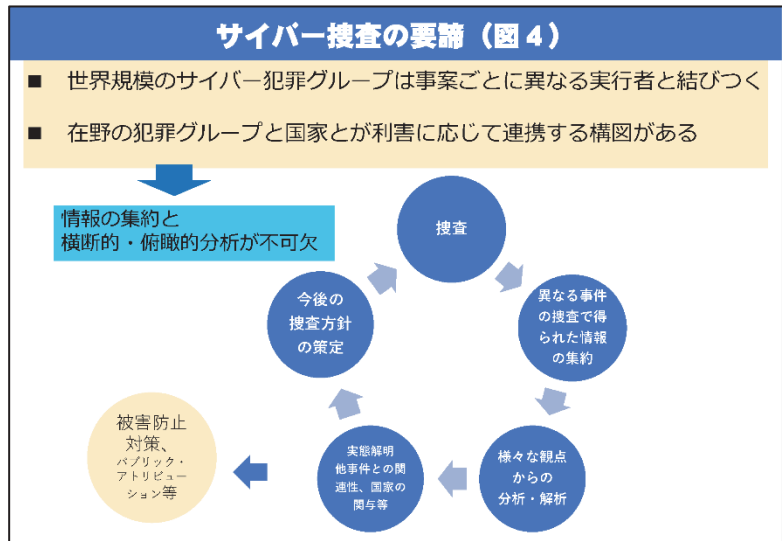 サイバー捜査の要諦（図４）
■ 世界規模のサイバー犯罪グループは事案ごとに異なる実行者と結びつく
■ 在野の犯罪グループと国家とが利害に応じて連携する構図がある
情報の集約と
横断的・俯瞰的分析が不可欠
捜査
異なる事件
の捜査で得
られた情報
の集約
様々な観点
からの
分析・解析
実態解明
他事件との関
連性、国家の
関与等
今後の
捜査方針
の策定
被害防止
対策、
パブリック・
アトリビュー
ション等